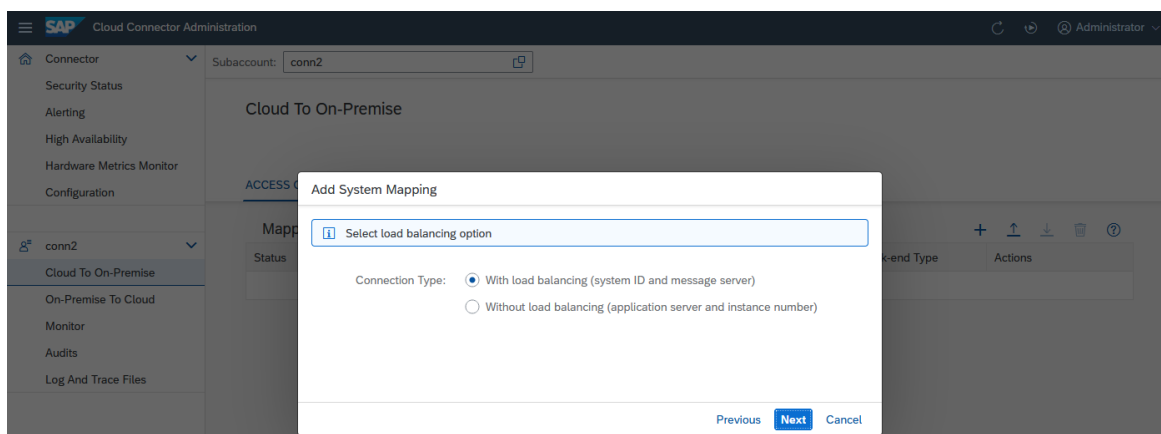 SAP Cloud Connector Administration
Administrator
Connector
Security Status
Alerting
High Availability
Hardware Metrics Monitor
Configuration
conn2
Cloud To On-Premise
On-Premise To Cloud
Monitor
Audits
Log And Trace Files
Subaccount: conn2
Cloud To On-Premise
ACCESS
Mapp
Status
k-end Type Actions
Add System Mapping
Select load balancing option
Connection Type: With load balancing (system ID and message server)
Without load balancing (application server and instance number)
Previous Next Cancel